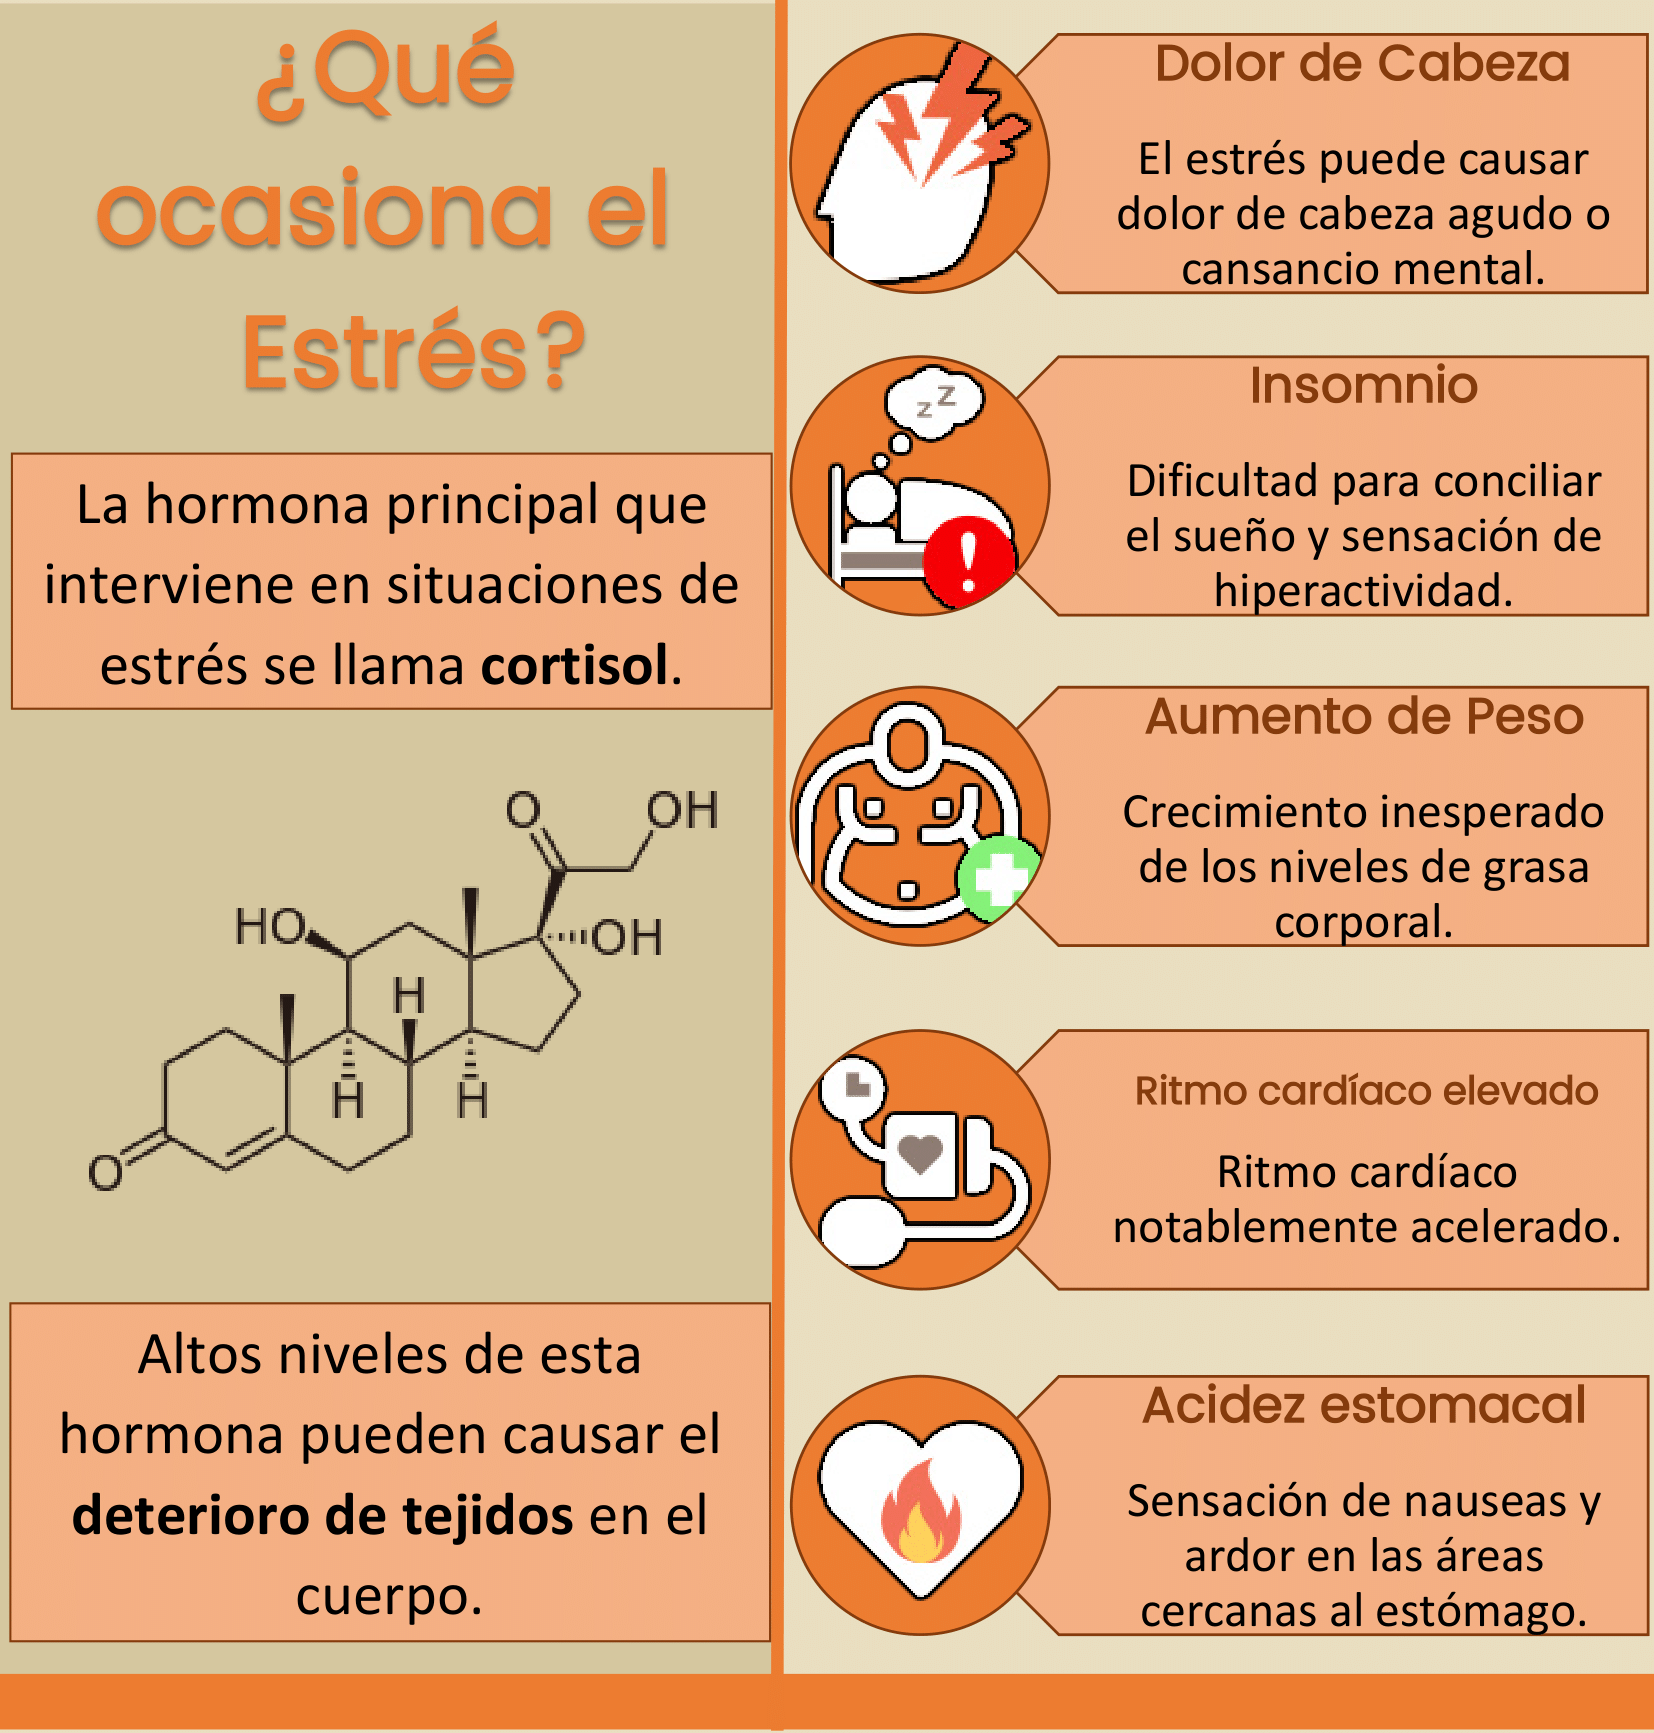 ¿Qué
ocasiona el
Estrés?
La hormona principal que
interviene en situaciones de
estrés se llama cortisol.
O
OH
HO
OH
H
H
H
O
Altos niveles de esta
hormona pueden causar el
deterioro de tejidos en el
cuerpo.
Dolor de Cabeza
El estrés puede causar
dolor de cabeza agudo o
cansancio mental.
z z
Insomnio
Dificultad para conciliar
el sueño y sensación de
hiperactividad.
!
Aumento de Peso
Crecimiento inesperado
de los niveles de grasa
corporal.
Ritmo cardíaco elevado
Ritmo cardíaco
notablemente acelerado.
Acidez estomacal
Sensación de nauseas y
ardor en las áreas
cercanas al estómago.